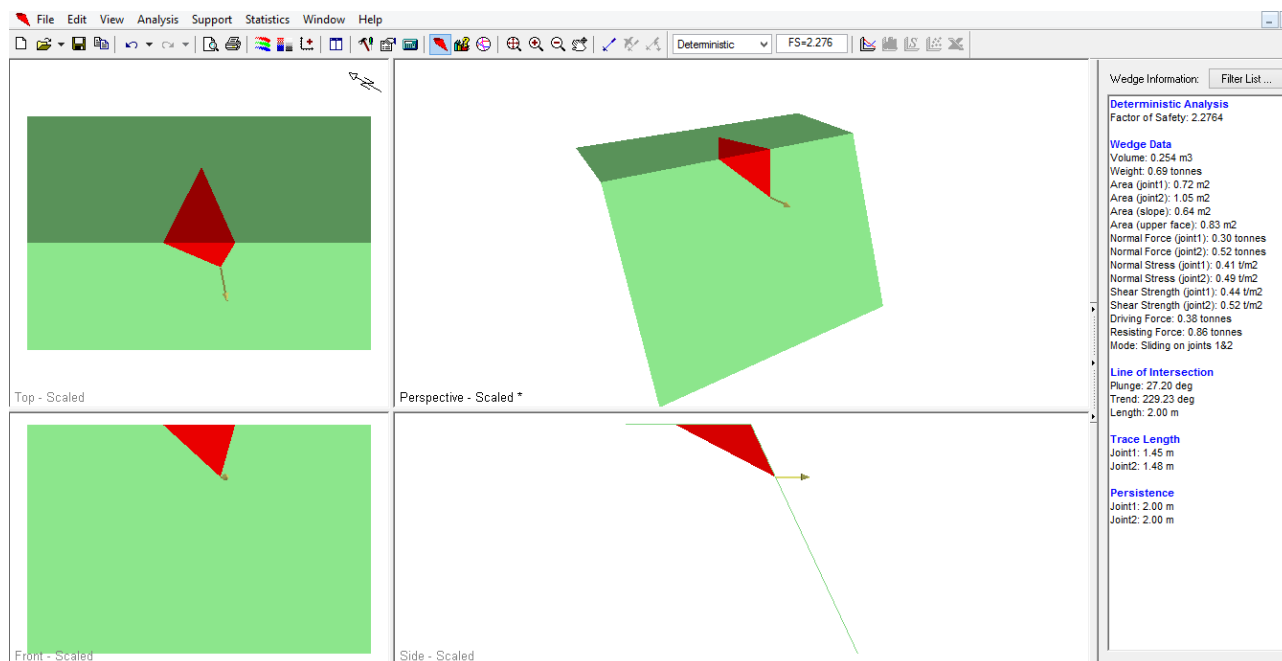 File Edit View Analysis Support Statistics Window Help
Deterministic FS=2.276
Top - Scaled
Perspective - Scaled *
Front - Scaled
Side - Scaled
Wedge Information: Filter List ...
Deterministic Analysis
Factor of Safety: 2.2764
Wedge Data
Volume: 0.254 m3
Weight: 0.69 tonnes
Area (joint1): 0.72 m2
Area (joint2): 1.05 m2
Area (slope): 0.64 m2
Area (upper face): 0.83 m2
Normal Force (joint1): 0.30 tonnes
Normal Force (joint2): 0.52 tonnes
Normal Stress (joint1): 0.41 t/m2
Normal Stress (joint2): 0.49 t/m2
Shear Strength (joint1): 0.44 t/m2
Shear Strength (joint2): 0.52 t/m2
Driving Force: 0.38 tonnes
Resisting Force: 0.86 tonnes
Mode: Sliding on joints 1&2
Line of Intersection
Plunge: 27.20 deg
Trend: 229.23 deg
Length: 2.00 m
Trace Length
Joint1: 1.45 m
Joint2: 1.48 m
Persistence
Joint1: 2.00 m
Joint2: 2.00 m